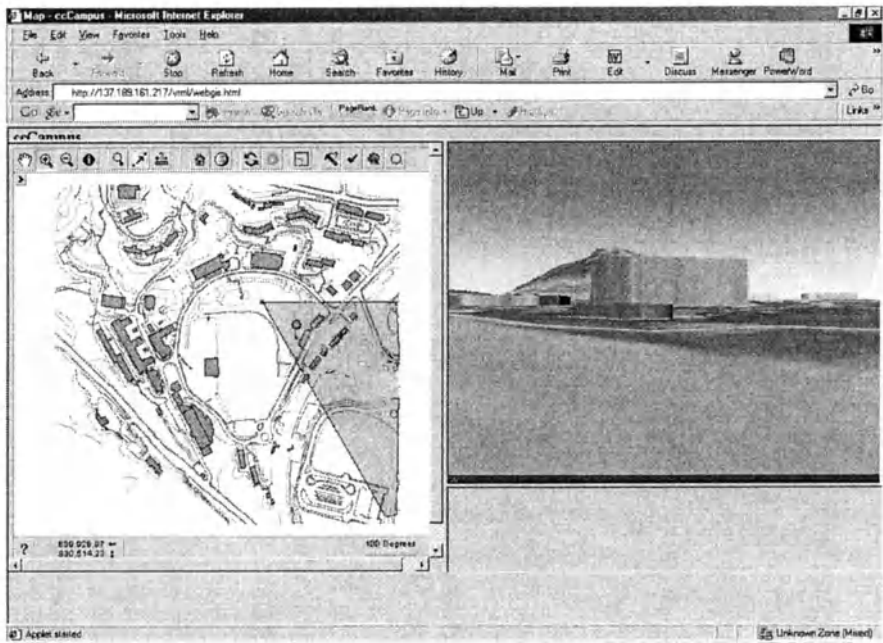 Map - ccCampus - Microsoft Internet Explorer
File Edit View Favorites Tools Help
Back Forward Stop Refresh Home Search Favorites History Mail Print Edit Discuss Messenger PowerWord
Address http://137.189.161.217/vrml/webgis.html Go
PageRank Page Info Up Links »
ccCampus
? 100 Degrees
Applet started Unknown Zone (Mixed)